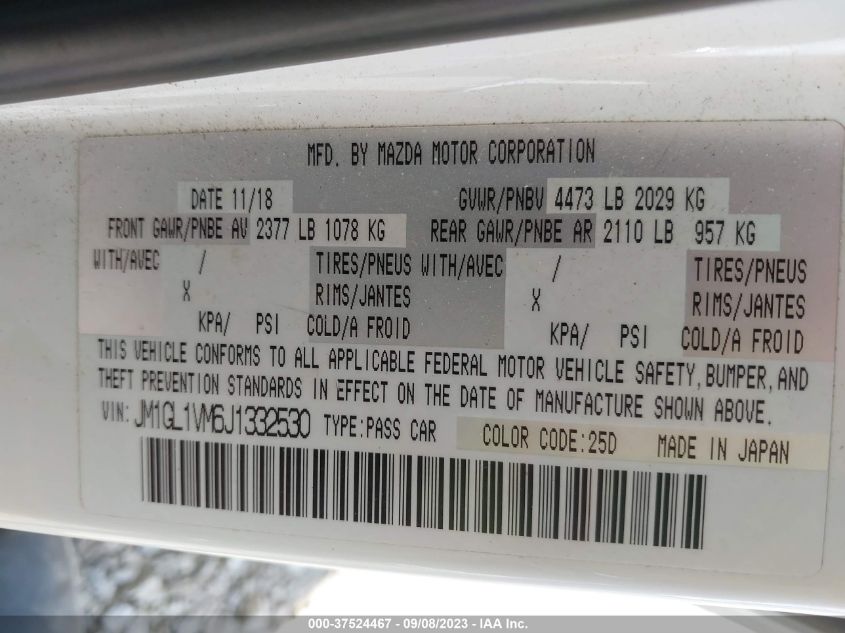 MFD. BY MAZDA MOTOR CORPORATION
DATE 11/18 GVWR/PNBV 4473 LB 2029 KG
FRONT GAWR/PNBE AV 2377 LB 1078 KG REAR GAWR/PNBE AR 2110 LB 957 KG
WITH/AVEC / TIRES/PNEUS WITH/AVEC / TIRES/PNEUS
X RIMS/JANTES X RIMS/JANTES
KPA/ PSI COLD/A FROID KPA/ PSI COLD/A FROID
THIS VEHICLE CONFORMS TO ALL APPLICABLE FEDERAL MOTOR VEHICLE SAFETY, BUMPER, AND
THEFT PREVENTION STANDARDS IN EFFECT ON THE DATE OF MANUFACTURE SHOWN ABOVE.
VIN: JM1GL1VM6J1332530 TYPE: PASS CAR COLOR CODE: 25D MADE IN JAPAN
000-37524467 - 09/08/2023 - IAA Inc.